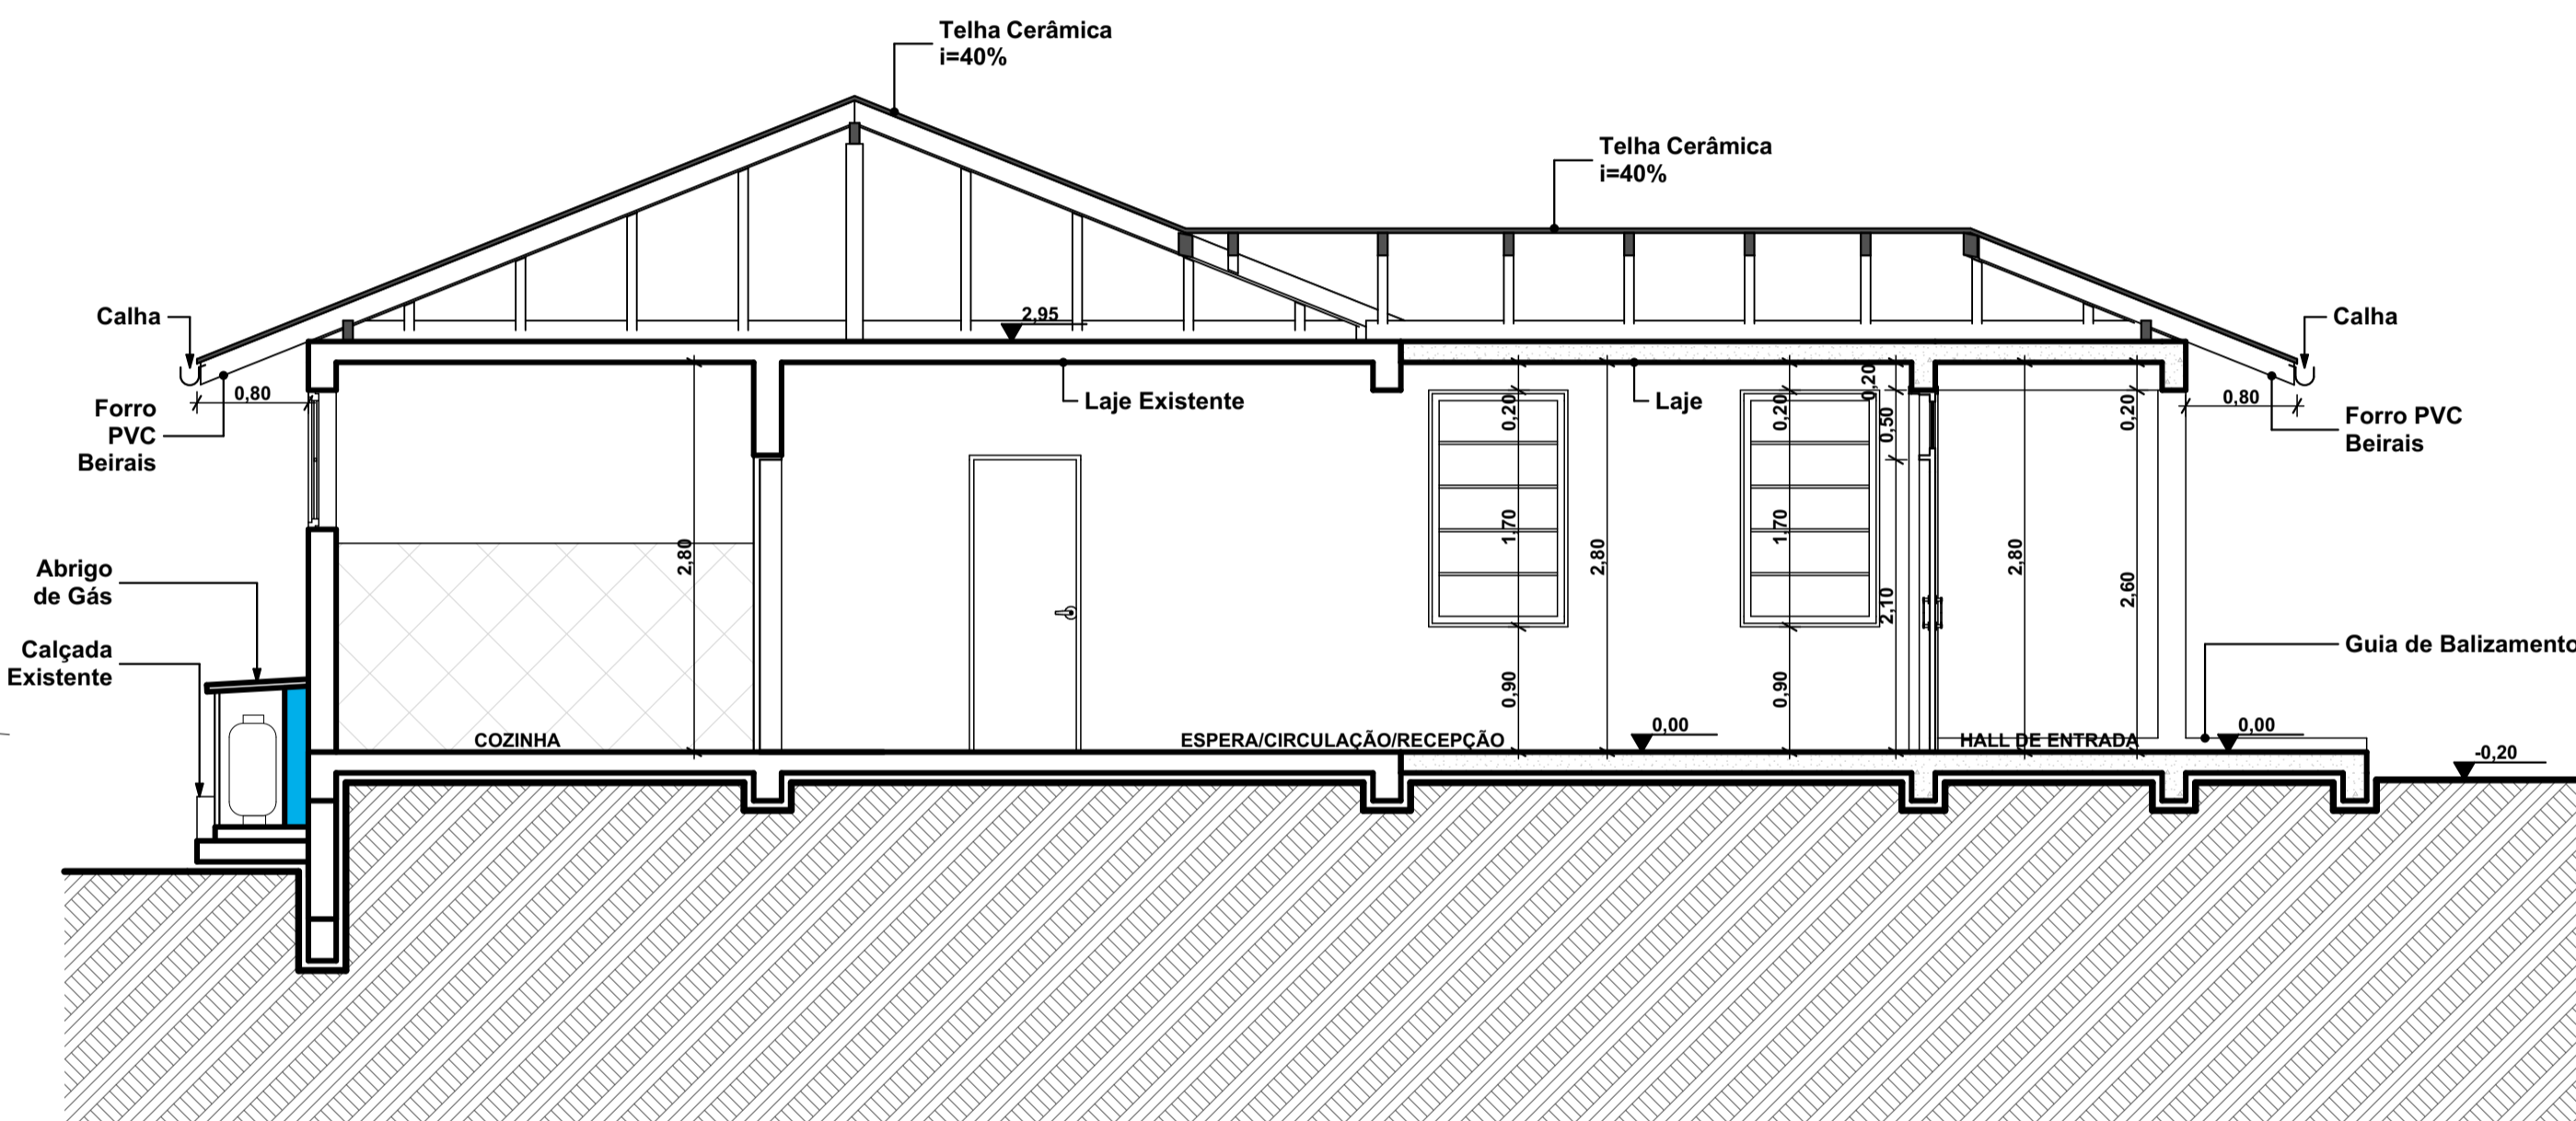 Telha Cerâmica
i=40%
Telha Cerâmica
i=40%
Calha
2,95
Calha
0,80
Forro
PVC
Beirais
Laje Existente
Laje
0,80
Forro PVC
Beirais
0,20
0,20
0,20
0,50
0,20
2,80
1,70
2,80
1,70
2,10
2,80
2,60
Abrigo
de Gás
Calçada
Existente
0,90
0,90
Guia de Balizamento
COZINHA
ESPERA/CIRCULAÇÃO/RECEPÇÃO
0,00
HALL DE ENTRADA
0,00
-0,20